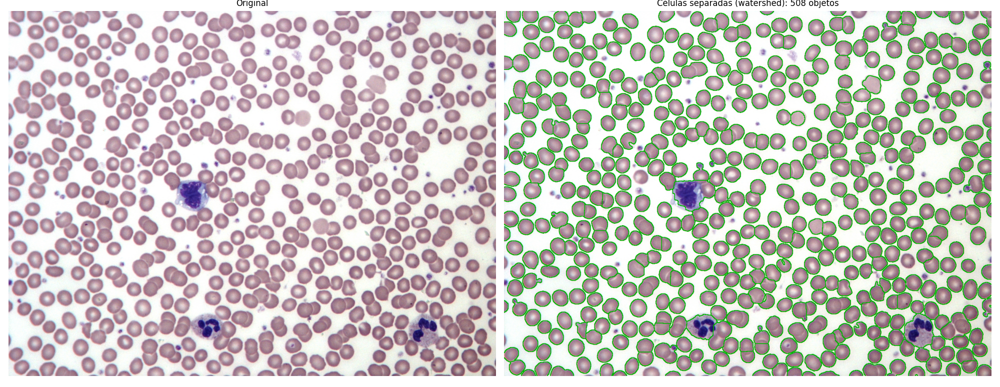 Original
Células separadas (watershed): 508 objetos